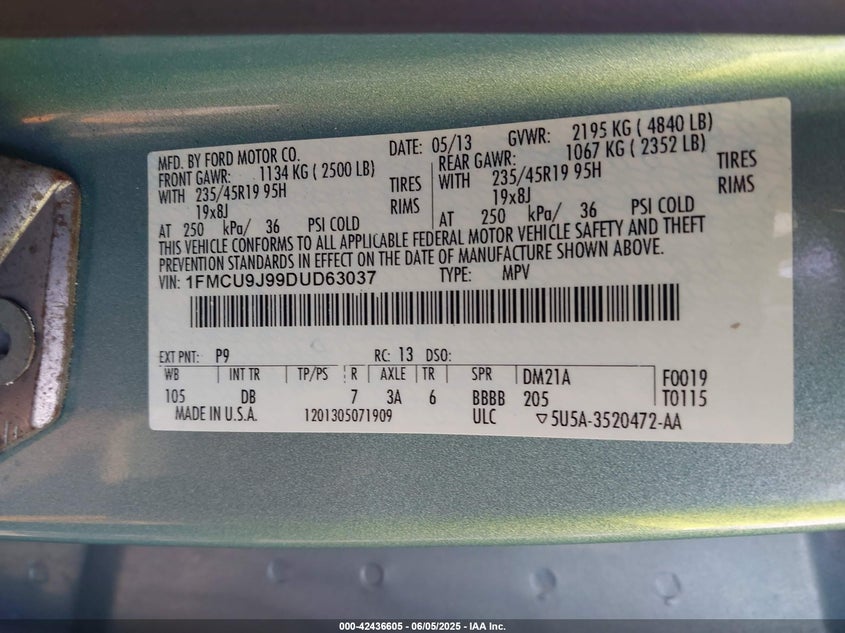 MFD. BY FORD MOTOR CO. DATE: 05/13 GVWR: 2195 KG ( 4840 LB)
FRONT GAWR: 1134 KG ( 2500 LB) REAR GAWR: 1067 KG ( 2352 LB)
WITH 235/45R19 95H TIRES WITH 235/45R19 95H TIRES
19x8J RIMS 19x8J RIMS
AT 250 kPa/ 36 PSI COLD AT 250 kPa/ 36 PSI COLD
THIS VEHICLE CONFORMS TO ALL APPLICABLE FEDERAL MOTOR VEHICLE SAFETY AND THEFT
PREVENTION STANDARDS IN EFFECT ON THE DATE OF MANUFACTURE SHOWN ABOVE.
VIN: 1FMCU9J99DUD63037 TYPE: MPV
EXT PNT: P9 RC: 13 DSO:
WB INT TR TP/PS R AXLE TR SPR DM21A F0019
105 DB 7 3A 6 BBBB 205 T0115
MADE IN U.S.A. 1201305071909 ULC ▽5U5A-3520472-AA
000-42436605 - 06/05/2025 - IAA Inc.